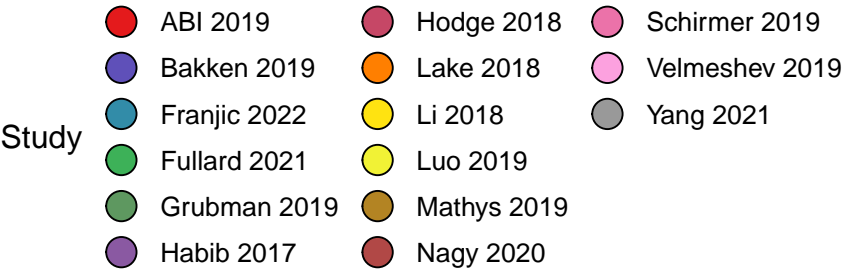 Study
ABI 2019
Bakken 2019
Franjic 2022
Fullard 2021
Grubman 2019
Habib 2017
Hodge 2018
Lake 2018
Li 2018
Luo 2019
Mathys 2019
Nagy 2020
Schirmer 2019
Velmeshev 2019
Yang 2021